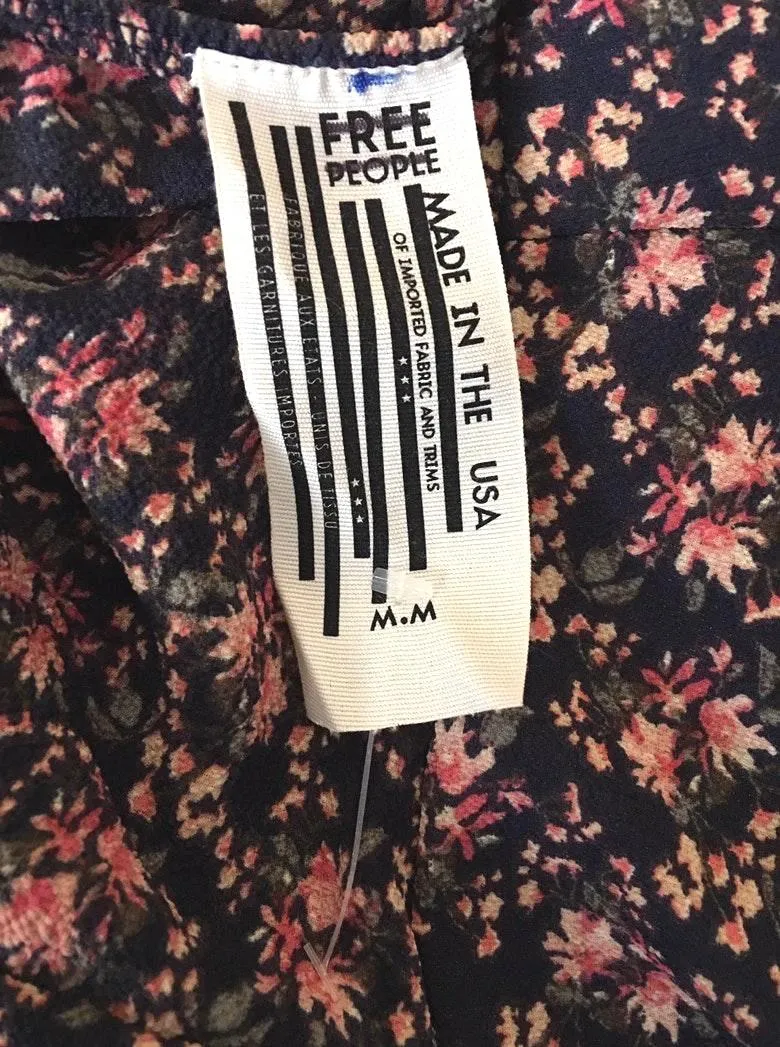 FREE
PEOPLE
MADE IN THE USA
OF IMPORTED FABRIC AND TRIMS
FABRIQUE AUX ETATS - UNIS DE TISSU
ET LES GARNITURES IMPORTES
M.M